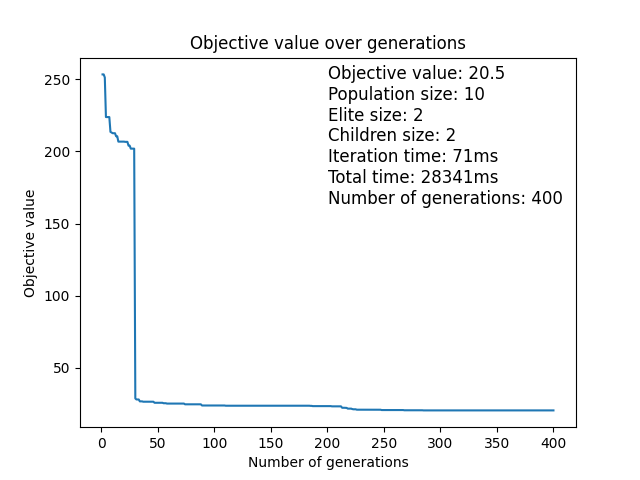 Objective value over generations
Objective value: 20.5
Population size: 10
Elite size: 2
Children size: 2
Iteration time: 71ms
Total time: 28341ms
Number of generations: 400
Objective value
250
200
150
100
50
0 50 100 150 200 250 300 350 400
Number of generations